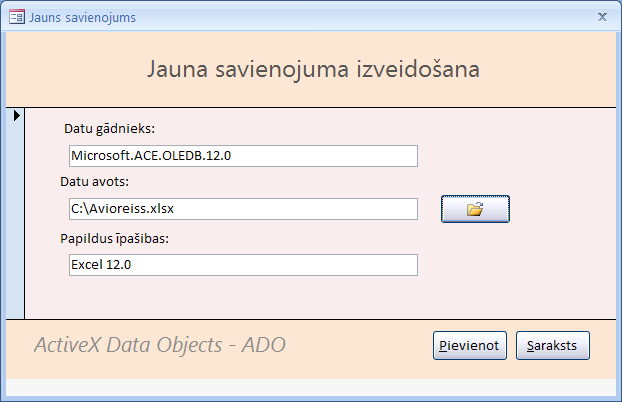 Jauns savienojums
Jauna savienojuma izveidošana
Datu gādnieks:
Microsoft.ACE.OLEDB.12.0
Datu avots:
C:\Avioreiss.xlsx
Papildus īpašibas:
Excel 12.0
ActiveX Data Objects - ADO
Pievienot
Saraksts